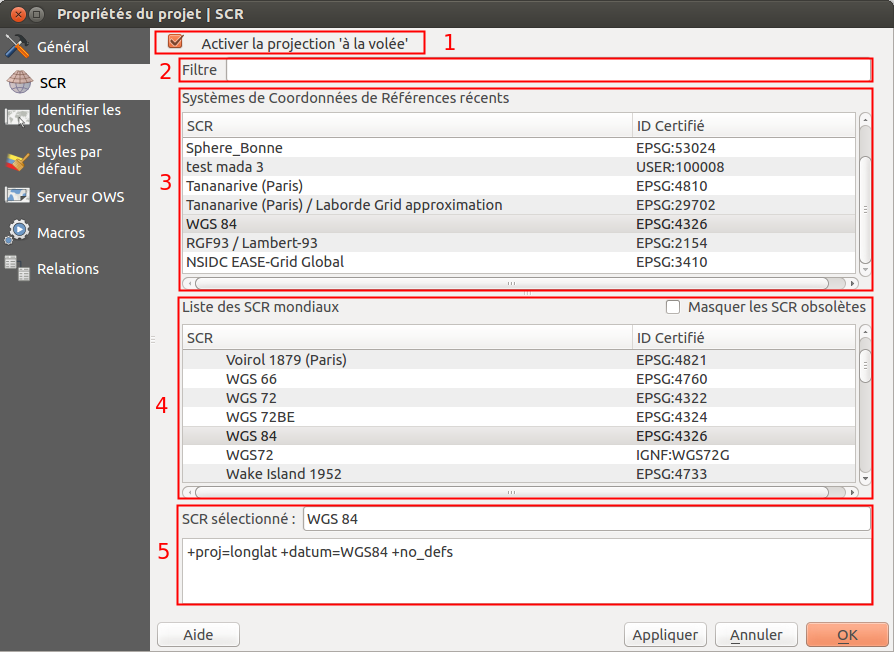 Propriétés du projet | SCR
Général
SCR
Identifier les
couches
Styles par
défaut
Serveur OWS
Macros
Relations
Activer la projection 'à la volée'
1
2
Filtre
3
Systèmes de Coordonnées de Références récents
SCR ID Certifié
Sphere_Bonne EPSG:53024
test mada 3 USER:100008
Tananarive (Paris) EPSG:4810
Tananarive (Paris) / Laborde Grid approximation EPSG:29702
WGS 84 EPSG:4326
RGF93 / Lambert-93 EPSG:2154
NSIDC EASE-Grid Global EPSG:3410
4
Liste des SCR mondiaux Masquer les SCR obsolètes
SCR ID Certifié
Voirol 1879 (Paris) EPSG:4821
WGS 66 EPSG:4760
WGS 72 EPSG:4322
WGS 72BE EPSG:4324
WGS 84 EPSG:4326
WGS72 IGNF:WGS72G
Wake Island 1952 EPSG:4733
5
SCR sélectionné : WGS 84
+proj=longlat +datum=WGS84 +no_defs
Aide Appliquer Annuler OK